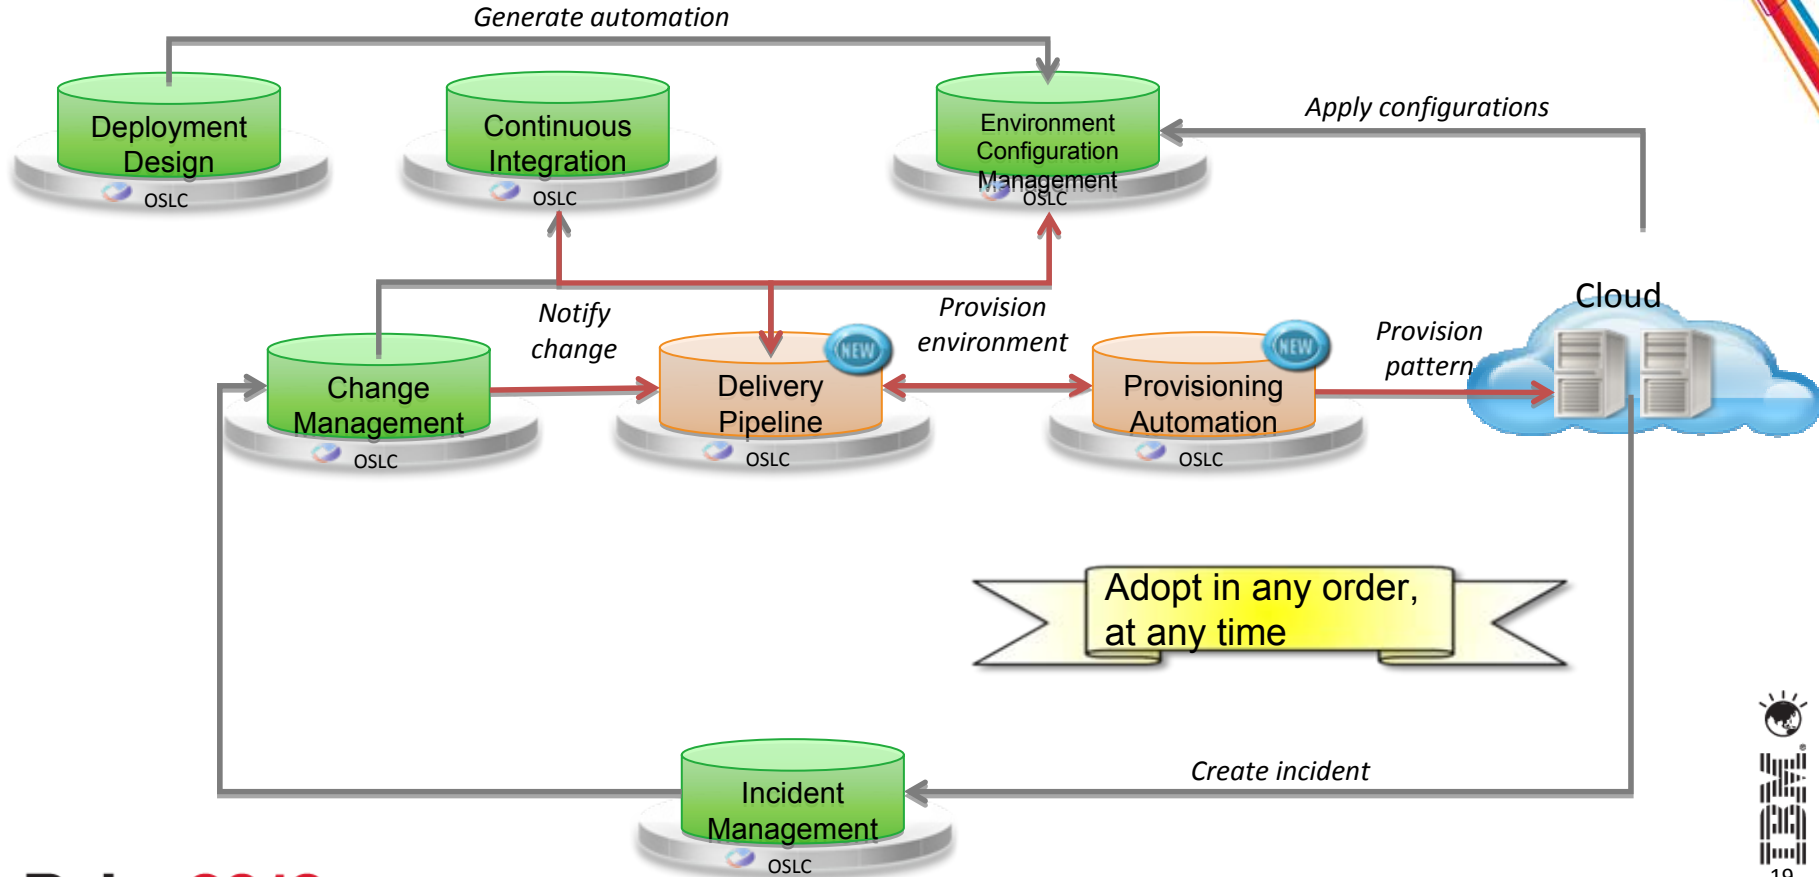 Generate automation
Deployment
Design
OSLC
Continuous
Integration
OSLC
Environment
Configuration
Management
OSLC
Apply configurations
Notify
change
Provision
environment
Provision
pattern
Cloud
Change
Management
OSLC
NEW
Delivery
Pipeline
OSLC
NEW
Provisioning
Automation
OSLC
Adopt in any order,
at any time
Create incident
Incident
Management
OSLC
IBM®
19